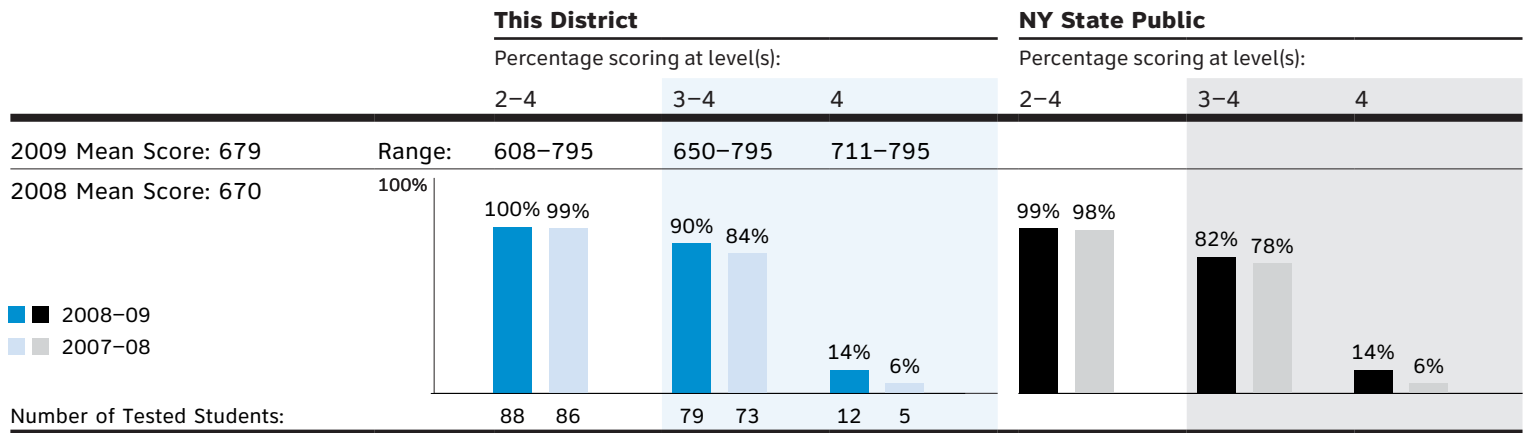 This District NY State Public
Percentage scoring at level(s): Percentage scoring at level(s):
2–4 3–4 4 2–4 3–4 4
2009 Mean Score: 679 Range: 608–795 650–795 711–795
2008 Mean Score: 670 100%
100% 99% 90% 84% 14% 6% 99% 98% 82% 78% 14% 6%
2008–09
2007–08
Number of Tested Students: 88 86 79 73 12 5